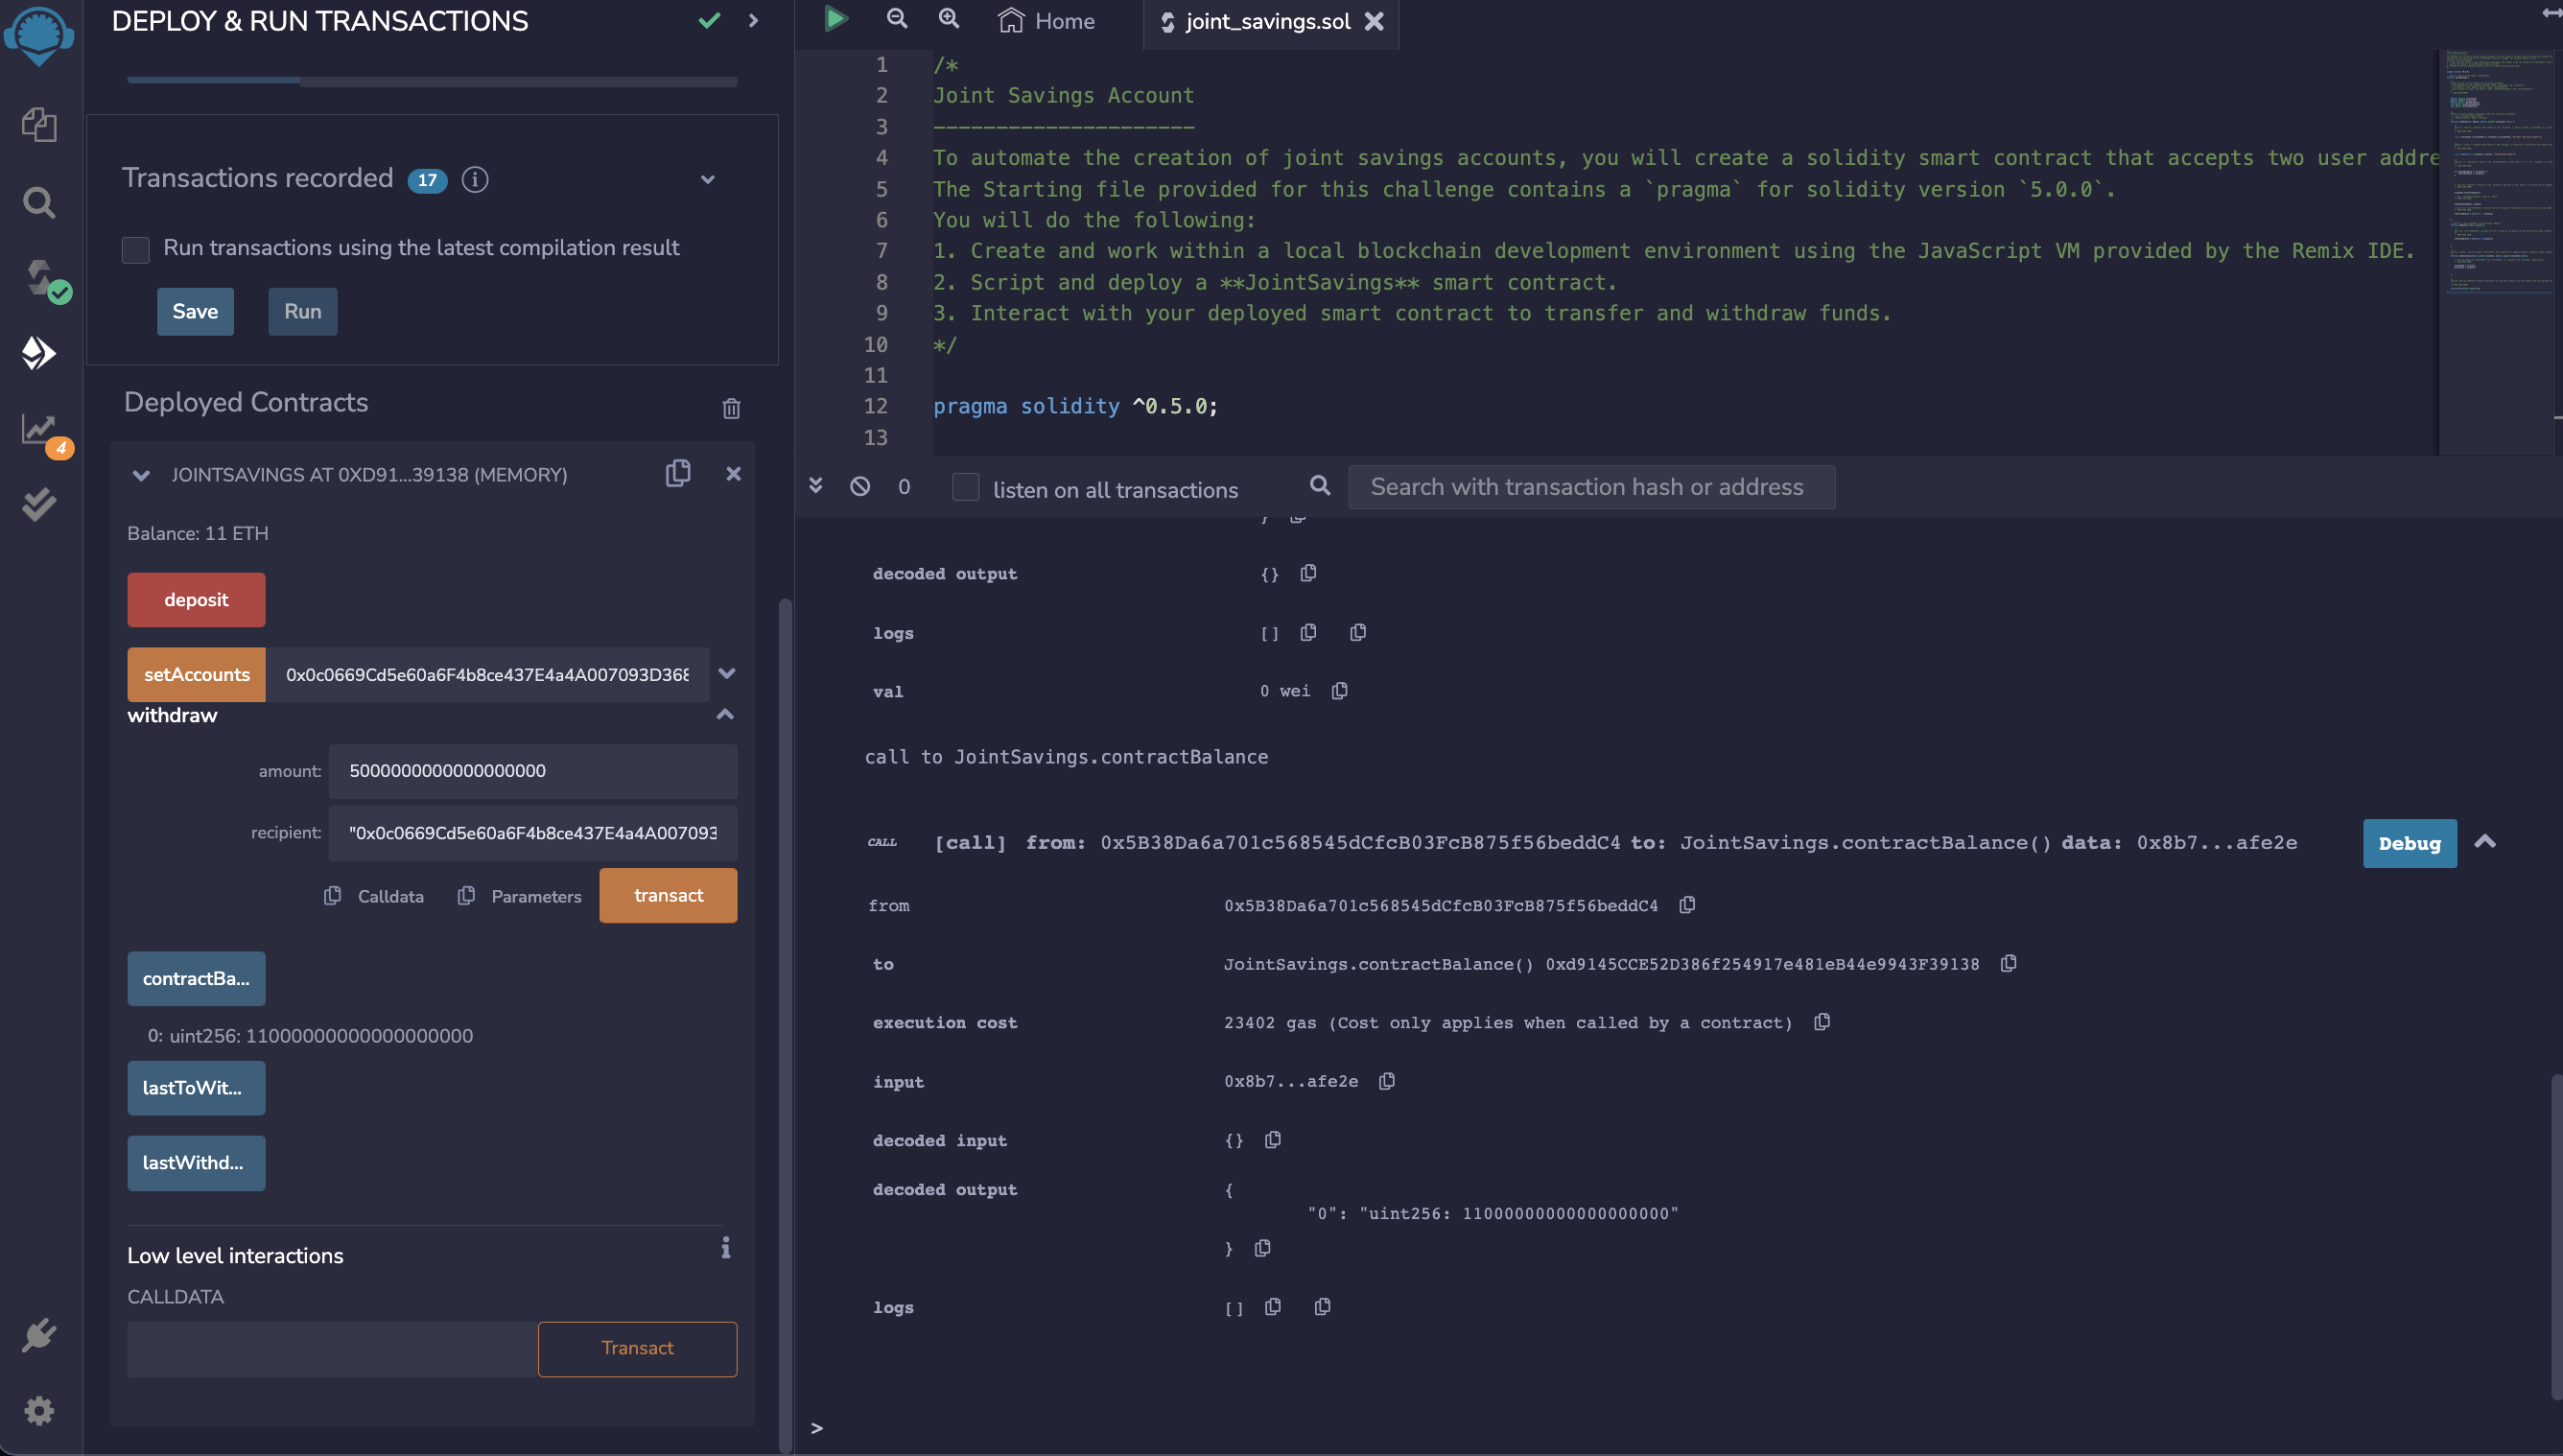 DEPLOY & RUN TRANSACTIONS
Transactions recorded 17
Run transactions using the latest compilation result
Save Run
Deployed Contracts
4
JOINTSAVINGS AT 0XD91...39138 (MEMORY)
Balance: 11 ETH
deposit
setAccounts 0x0c0669Cd5e60a6F4b8ce437E4a4A007093D368
withdraw
amount: 5000000000000000000
recipient: "0x0c0669Cd5e60a6F4b8ce437E4a4A007093
Calldata Parameters transact
contractBa...
0: uint256: 11000000000000000000
lastToWit...
lastWithd...
Low level interactions
CALLDATA
Transact
Home joint_savings.sol
1 /*
2 Joint Savings Account
3 ---------------------
4 To automate the creation of joint savings accounts, you will create a solidity smart contract that accepts two user addre
5 The Starting file provided for this challenge contains a `pragma` for solidity version `5.0.0`.
6 You will do the following:
7 1. Create and work within a local blockchain development environment using the JavaScript VM provided by the Remix IDE.
8 2. Script and deploy a **JointSavings** smart contract.
9 3. Interact with your deployed smart contract to transfer and withdraw funds.
10 */
11
12 pragma solidity ^0.5.0;
13
0 listen on all transactions Search with transaction hash or address
}
decoded output {}
logs []
val 0 wei
call to JointSavings.contractBalance
CALL [call] from: 0x5B38Da6a701c568545dCfcB03FcB875f56beddC4 to: JointSavings.contractBalance() data: 0x8b7...afe2e Debug
from 0x5B38Da6a701c568545dCfcB03FcB875f56beddC4
to JointSavings.contractBalance() 0xd9145CCE52D386f254917e481eB44e9943F39138
execution cost 23402 gas (Cost only applies when called by a contract)
input 0x8b7...afe2e
decoded input {}
decoded output {
"0": "uint256: 11000000000000000000"
}
logs []
>